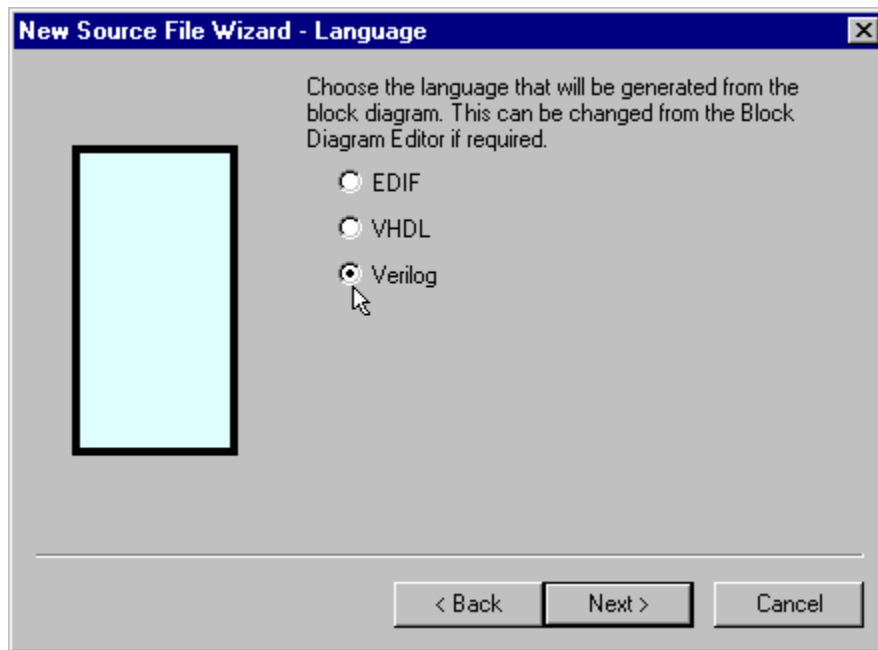 New Source File Wizard - Language
Choose the language that will be generated from the
block diagram. This can be changed from the Block
Diagram Editor if required.
EDIF
VHDL
Verilog
< Back Next > Cancel